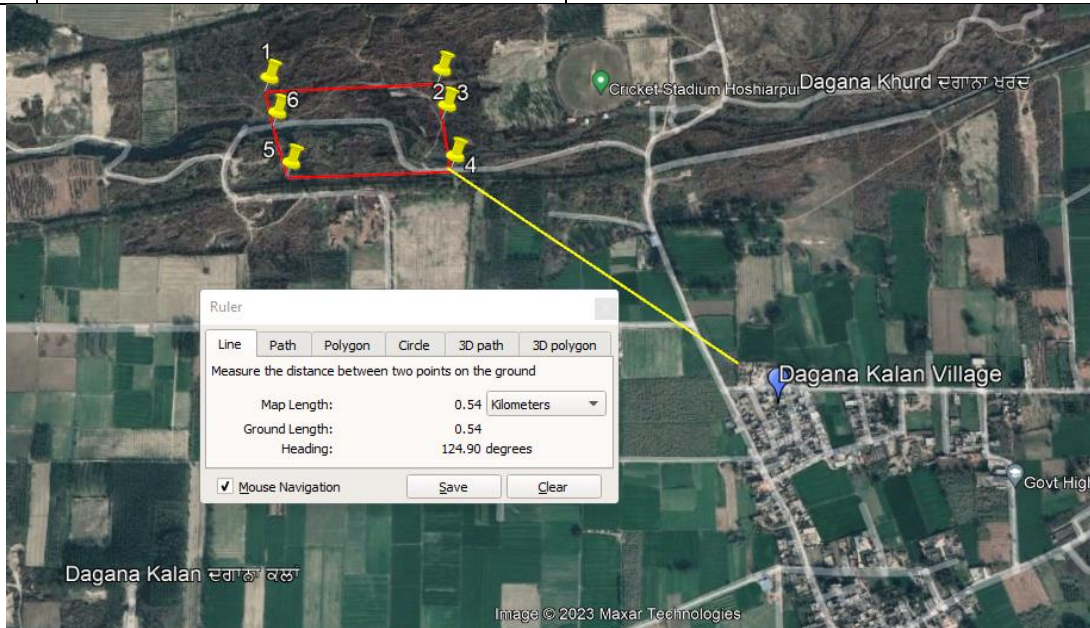 1
2 3
6
5
4
Cricket Stadium Hoshiarpur
Dagana Khurd ਦਗਾਨਾ ਖੁਰਦ
Ruler
Line Path Polygon Circle 3D path 3D polygon
Measure the distance between two points on the ground
Map Length: 0.54 Kilometers
Ground Length: 0.54
Heading: 124.90 degrees
Mouse Navigation Save Clear
Dagana Kalan Village
Govt High
Dagana Kalan ਦਗਾਨਾ ਕਲਾਂ
Image © 2023 Maxar Technologies